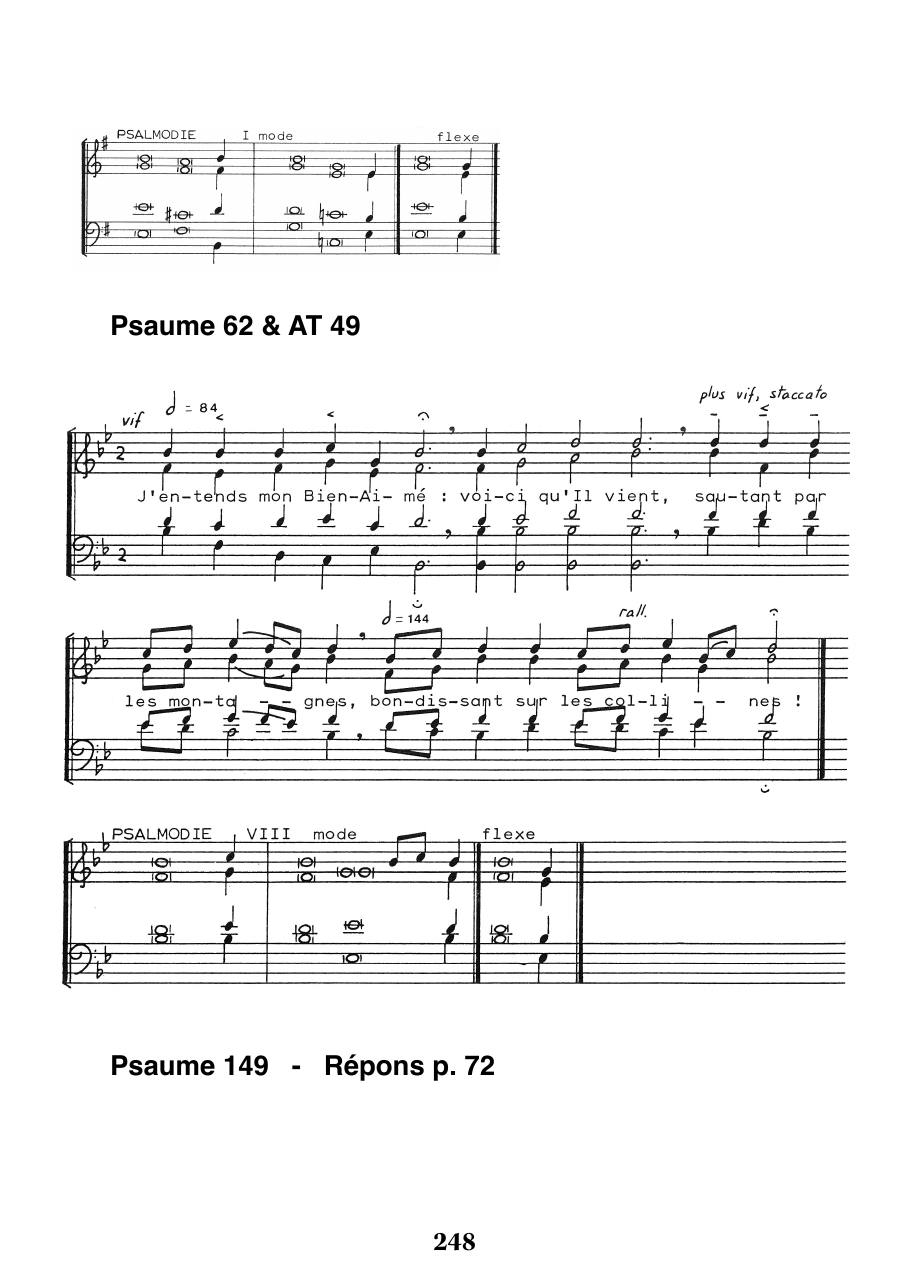 PSALMODIE I mode flexe
Psaume 62 & AT 49
plus vif, staccato
vif = 84
2
J'en-tends mon Bien-Ai-mé : voi-ci qu'Il vient, sau-tant par
2
=144 rall.
les mon-ta - - gnes, bon-dis-sant sur les col-li - - nes !
PSALMODIE VIII mode flexe
Psaume 149 - Répons p. 72
248